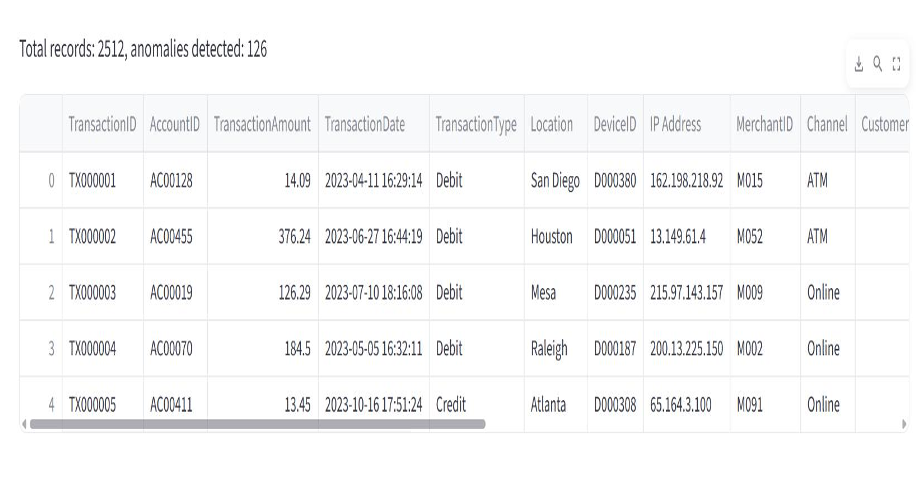 Total records: 2512, anomalies detected: 126
TransactionID AccountID TransactionAmount TransactionDate TransactionType Location DeviceID IP Address MerchantID Channel Customer
0 TX000001 AC00128 14.09 2023-04-11 16:29:14 Debit San Diego D000380 162.198.218.92 M015 ATM
1 TX000002 AC00455 376.24 2023-06-27 16:44:19 Debit Houston D000051 13.149.61.4 M052 ATM
2 TX000003 AC00019 126.29 2023-07-10 18:16:08 Debit Mesa D000235 215.97.143.157 M009 Online
3 TX000004 AC00070 184.5 2023-05-05 16:32:11 Debit Raleigh D000187 200.13.225.150 M002 Online
4 TX000005 AC00411 13.45 2023-10-16 17:51:24 Credit Atlanta D000308 65.164.3.100 M091 Online